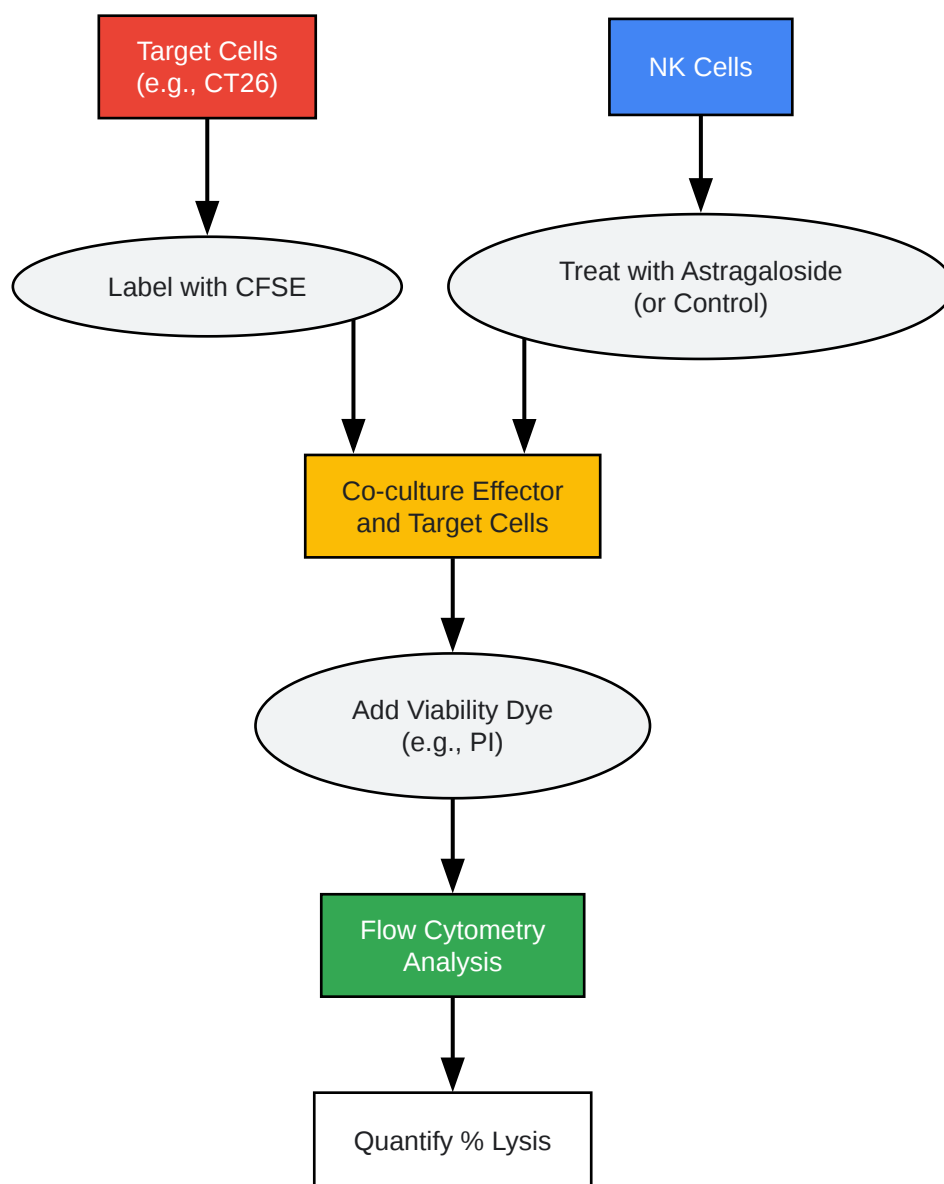 Target Cells
(e.g., CT26)
NK Cells
Label with CFSE
Treat with Astragaloside
(or Control)
Co-culture Effector
and Target Cells
Add Viability Dye
(e.g., PI)
Flow Cytometry
Analysis
Quantify % Lysis